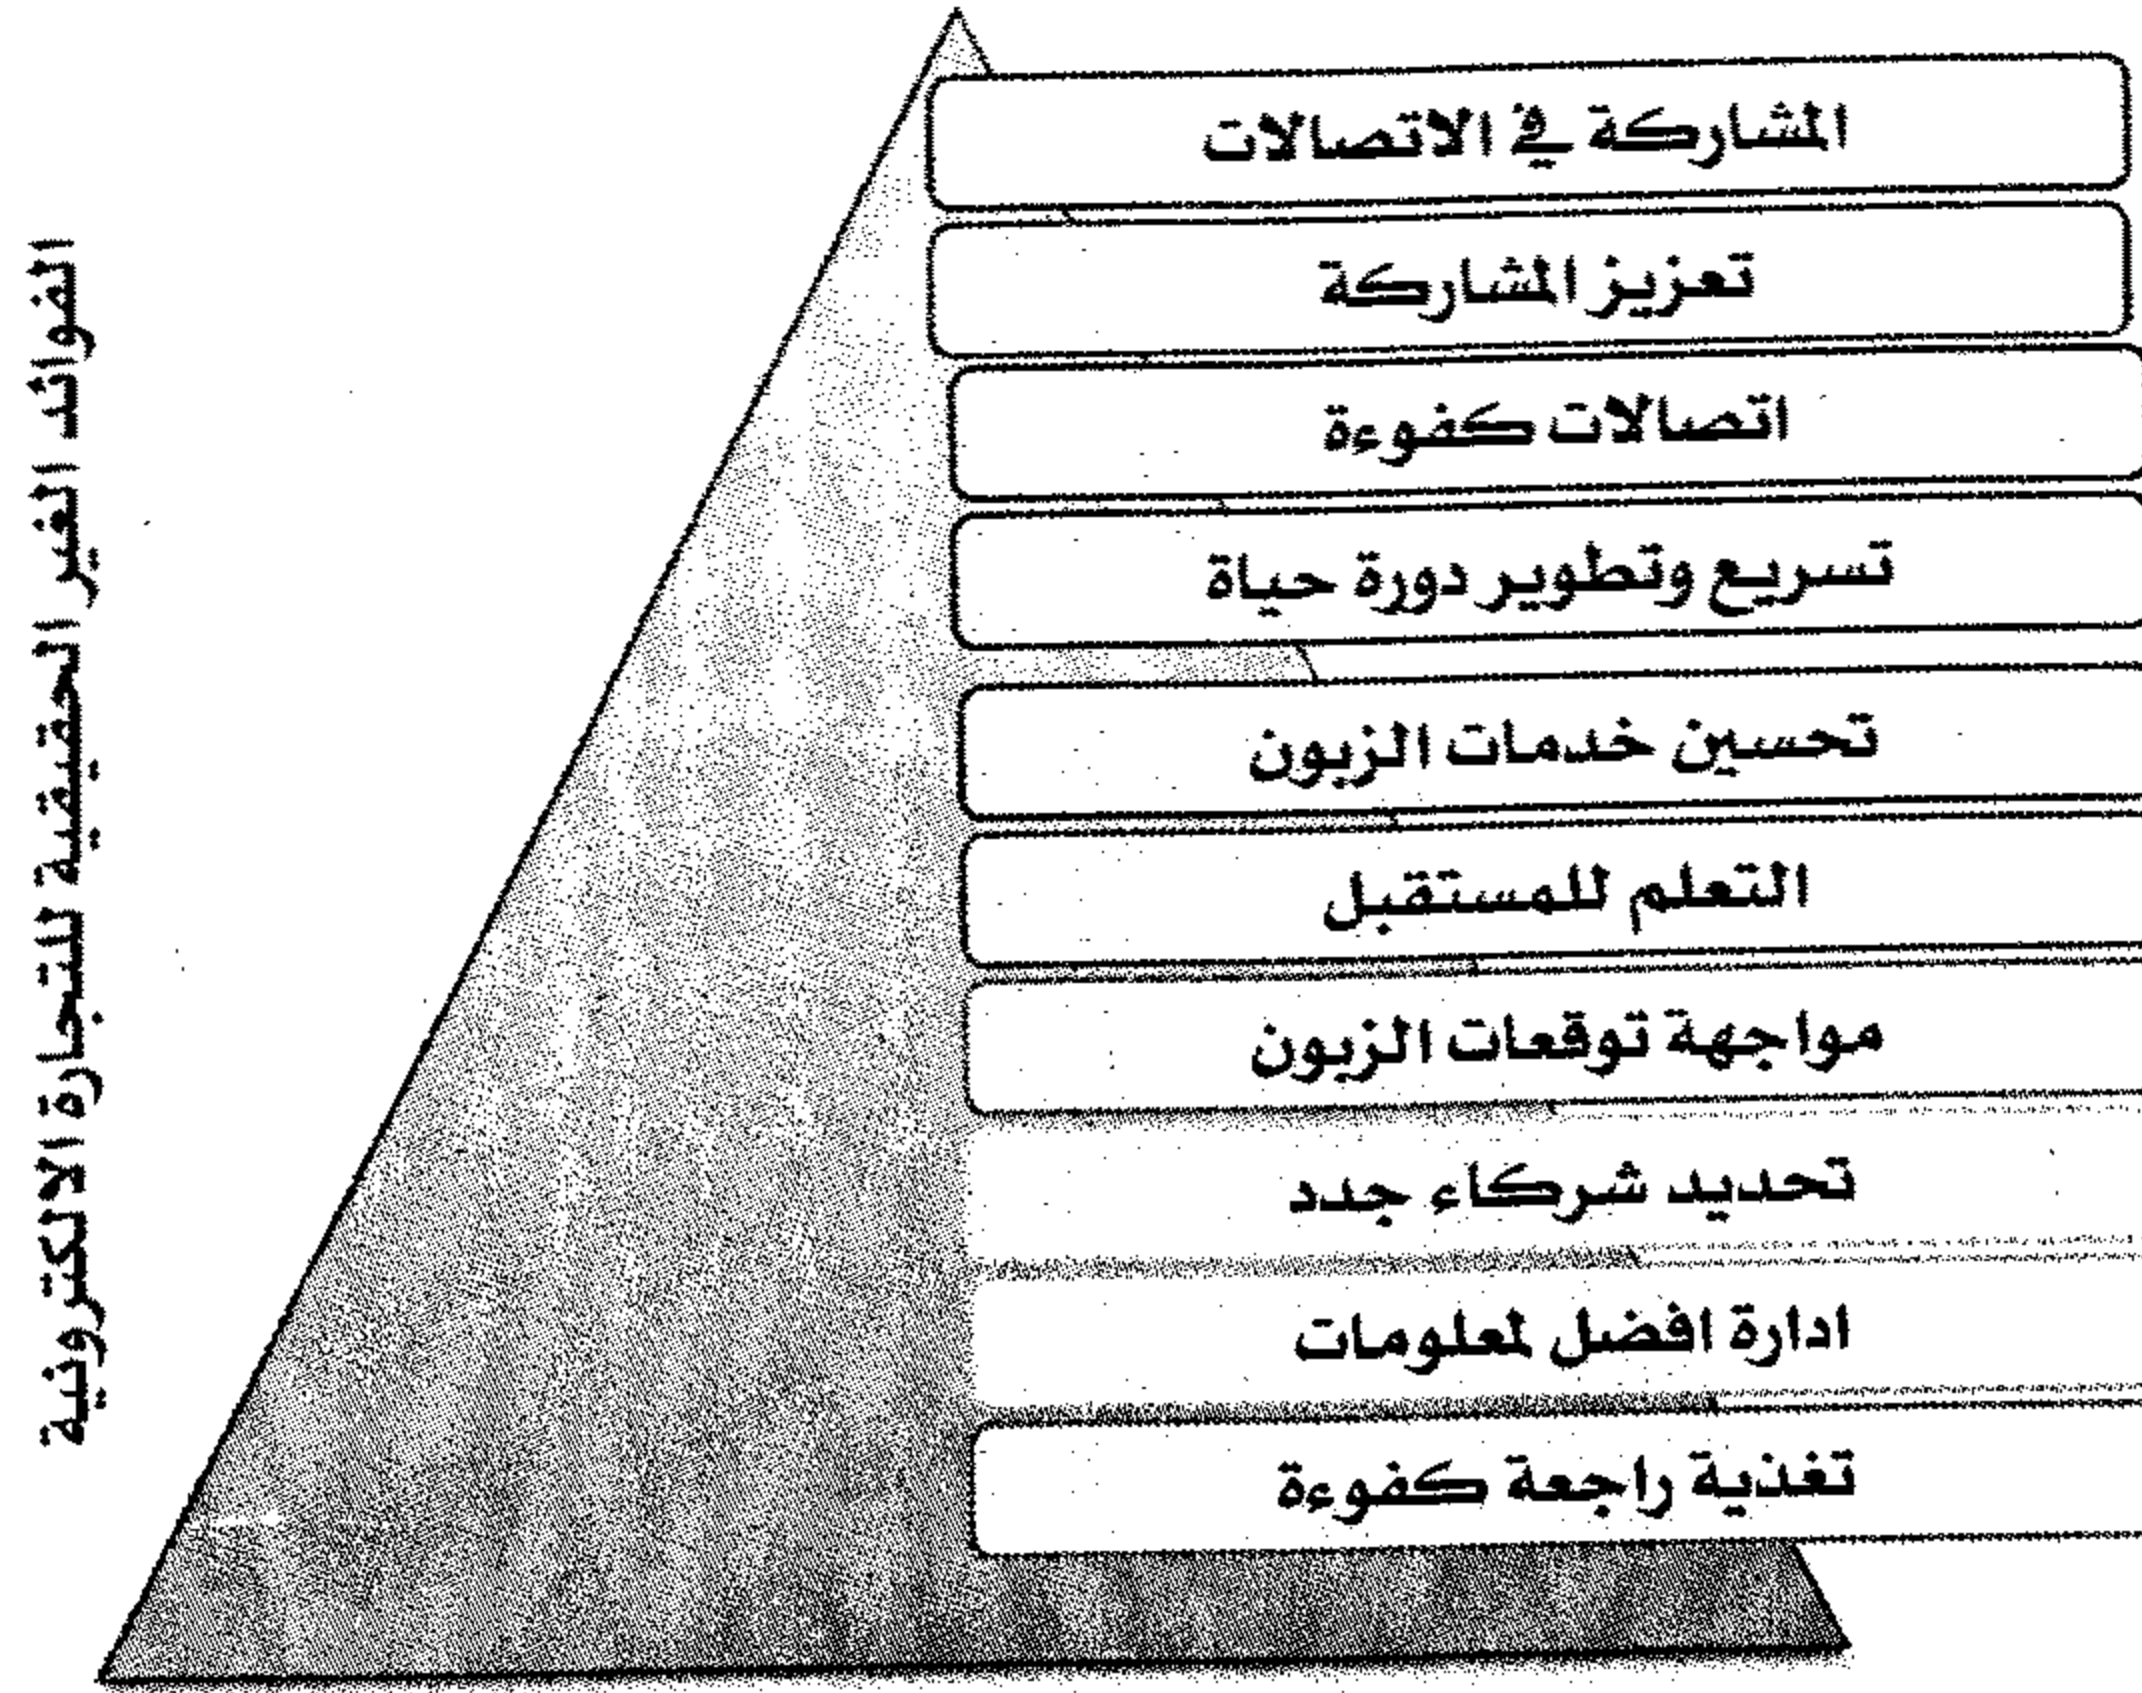 الفوائد الغير الحقيقية للتجارة الالكترونية
المشاركة في الاتصالات
تعزيز المشاركة
اتصالات كفوءة
تسريع وتطوير دورة حياة
تحسين خدمات الزبون
التعلم للمستقبل
مواجهة توقعات الزبون
تحديد شركاء جدد
ادارة افضل لمعلومات
تغذية راجعة كفوءة